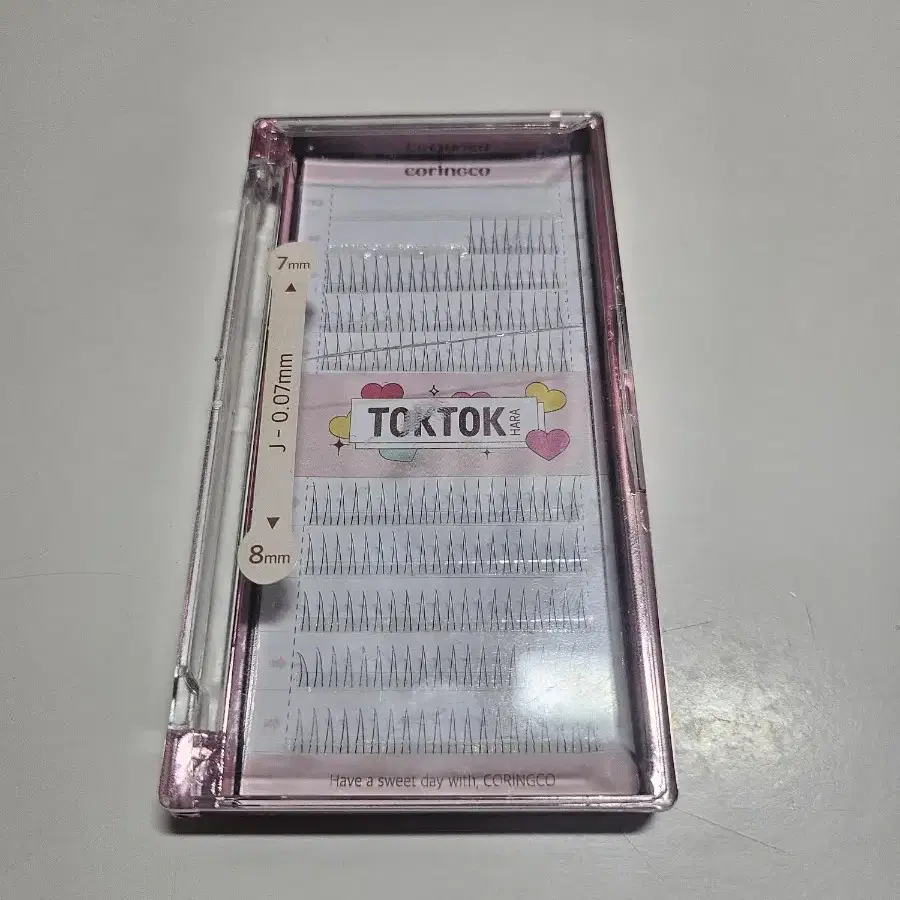 coringco
7mm
J - 0.07mm
8mm
TOKTOK
HARA
Have a sweet day with, CORINGCO